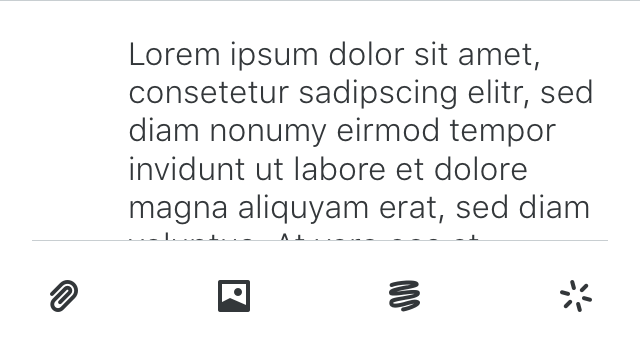 Lorem ipsum dolor sit amet,
consetetur sadipscing elitr, sed
diam nonumy eirmod tempor
invidunt ut labore et dolore
magna aliquyam erat, sed diam